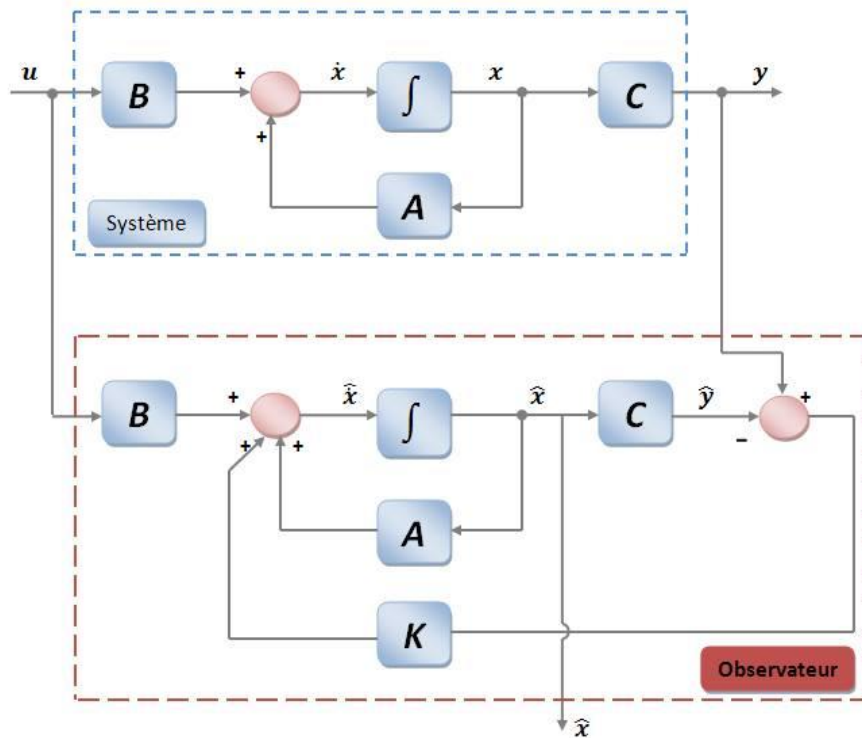 u
B
+
ẋ
∫
x
C
y
+
A
Système
B
+
x̂̇
∫
x̂
C
ŷ
+
+
+
−
A
K
Observateur
x̂